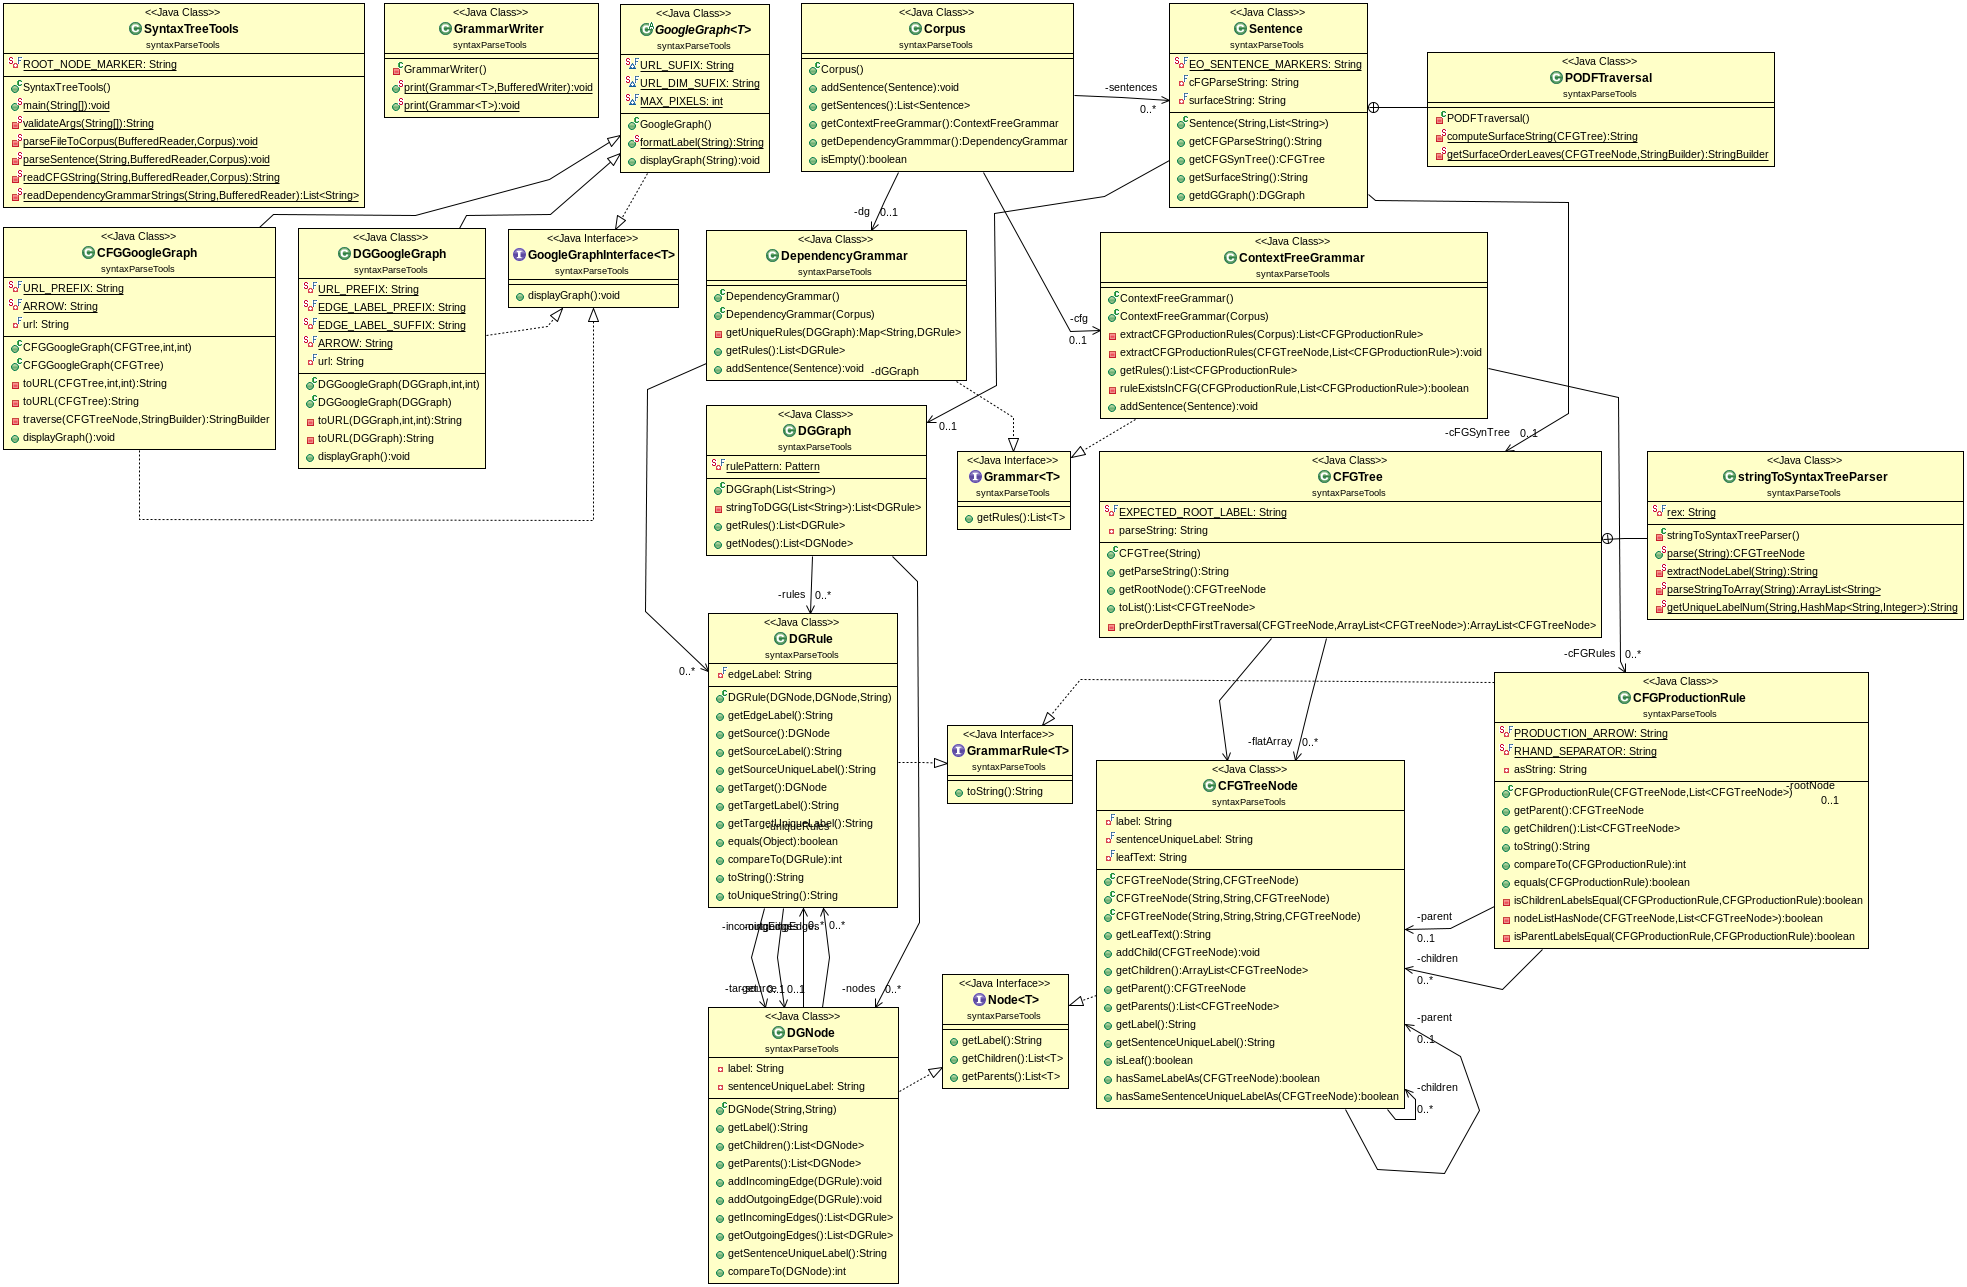 <<Java Class>>
SyntaxTreeTools
syntaxParseTools
ROOT_NODE_MARKER: String
SyntaxTreeTools()
main(String[]):void
validateArgs(String[]):String
parseFileToCorpus(BufferedReader,Corpus):void
parseSentence(String,BufferedReader,Corpus):void
readCFGString(String,BufferedReader,Corpus):String
readDependencyGrammarStrings(String,BufferedReader):List<String>
<<Java Class>>
GrammarWriter
syntaxParseTools
GrammarWriter()
print(Grammar<T>,BufferedWriter):void
print(Grammar<T>):void
<<Java Class>>
GoogleGraph<T>
syntaxParseTools
URL_SUFIX: String
URL_DIM_SUFIX: String
MAX_PIXELS: int
GoogleGraph()
formatLabel(String):String
displayGraph(String):void
<<Java Class>>
Corpus
syntaxParseTools
Corpus()
addSentence(Sentence):void
getSentences():List<Sentence>
getContextFreeGrammar():ContextFreeGrammar
getDependencyGrammmar():DependencyGrammar
isEmpty():boolean
-sentences
0..*
<<Java Class>>
Sentence
syntaxParseTools
EO_SENTENCE_MARKERS: String
cFGParseString: String
surfaceString: String
Sentence(String,List<String>)
getCFGParseString():String
getCFGSynTree():CFGTree
getSurfaceString():String
getdGGraph():DGGraph
<<Java Class>>
PODFTraversal
syntaxParseTools
PODFTraversal()
computeSurfaceString(CFGTree):String
getSurfaceOrderLeaves(CFGTreeNode,StringBuilder):StringBuilder
<<Java Class>>
CFGGoogleGraph
syntaxParseTools
URL_PREFIX: String
ARROW: String
url: String
CFGGoogleGraph(CFGTree,int,int)
CFGGoogleGraph(CFGTree)
toURL(CFGTree,int,int):String
toURL(CFGTree):String
traverse(CFGTreeNode,StringBuilder):StringBuilder
displayGraph():void
<<Java Class>>
DGGoogleGraph
syntaxParseTools
URL_PREFIX: String
EDGE_LABEL_PREFIX: String
EDGE_LABEL_SUFFIX: String
ARROW: String
url: String
DGGoogleGraph(DGGraph,int,int)
DGGoogleGraph(DGGraph)
toURL(DGGraph,int,int):String
toURL(DGGraph):String
displayGraph():void
<<Java Interface>>
GoogleGraphInterface<T>
syntaxParseTools
displayGraph():void
-dg
0..1
<<Java Class>>
DependencyGrammar
syntaxParseTools
DependencyGrammar()
DependencyGrammar(Corpus)
getUniqueRules(DGGraph):Map<String,DGRule>
getRules():List<DGRule>
addSentence(Sentence):void
-dGGraph
0..1
-cfg
0..1
<<Java Class>>
ContextFreeGrammar
syntaxParseTools
ContextFreeGrammar()
ContextFreeGrammar(Corpus)
extractCFGProductionRules(Corpus):List<CFGProductionRule>
extractCFGProductionRules(CFGTreeNode,List<CFGProductionRule>):void
getRules():List<CFGProductionRule>
ruleExistsInCFG(CFGProductionRule,List<CFGProductionRule>):boolean
addSentence(Sentence):void
-cFGSynTree
0..1
<<Java Class>>
DGGraph
syntaxParseTools
rulePattern: Pattern
DGGraph(List<String>)
stringToDGG(List<String>):List<DGRule>
getRules():List<DGRule>
getNodes():List<DGNode>
<<Java Interface>>
Grammar<T>
syntaxParseTools
getRules():List<T>
<<Java Class>>
CFGTree
syntaxParseTools
EXPECTED_ROOT_LABEL: String
parseString: String
CFGTree(String)
getParseString():String
getRootNode():CFGTreeNode
toList():List<CFGTreeNode>
preOrderDepthFirstTraversal(CFGTreeNode,ArrayList<CFGTreeNode>):ArrayList<CFGTreeNode>
<<Java Class>>
stringToSyntaxTreeParser
syntaxParseTools
rex: String
stringToSyntaxTreeParser()
parse(String):CFGTreeNode
extractNodeLabel(String):String
parseStringToArray(String):ArrayList<String>
getUniqueLabelNum(String,HashMap<String,Integer>):String
-rules
0..*
0..*
<<Java Class>>
DGRule
syntaxParseTools
edgeLabel: String
DGRule(DGNode,DGNode,String)
getEdgeLabel():String
getSource():DGNode
getSourceLabel():String
getSourceUniqueLabel():String
getTarget():DGNode
getTargetLabel():String
getTargetUniqueLabel():String
-uniqueRules
equals(Object):boolean
compareTo(DGRule):int
toString():String
toUniqueString():String
<<Java Interface>>
GrammarRule<T>
syntaxParseTools
toString():String
-flatArray
0..*
-cFGRules
0..*
<<Java Class>>
CFGProductionRule
syntaxParseTools
PRODUCTION_ARROW: String
RHAND_SEPARATOR: String
asString: String
-rootNode
0..1
CFGProductionRule(CFGTreeNode,List<CFGTreeNode>)
getParent():CFGTreeNode
getChildren():List<CFGTreeNode>
toString():String
compareTo(CFGProductionRule):int
equals(CFGProductionRule):boolean
isChildrenLabelsEqual(CFGProductionRule,CFGProductionRule):boolean
nodeListHasNode(CFGTreeNode,List<CFGTreeNode>):boolean
isParentLabelsEqual(CFGProductionRule,CFGProductionRule):boolean
<<Java Class>>
CFGTreeNode
syntaxParseTools
label: String
sentenceUniqueLabel: String
leafText: String
CFGTreeNode(String,CFGTreeNode)
CFGTreeNode(String,String,CFGTreeNode)
CFGTreeNode(String,String,String,CFGTreeNode)
getLeafText():String
addChild(CFGTreeNode):void
getChildren():ArrayList<CFGTreeNode>
getParent():CFGTreeNode
getParents():List<CFGTreeNode>
getLabel():String
getSentenceUniqueLabel():String
isLeaf():boolean
hasSameLabelAs(CFGTreeNode):boolean
hasSameSentenceUniqueLabelAs(CFGTreeNode):boolean
-parent
0..1
-children
0..*
-parent
0..1
-children
0..*
-incomingEdges
-outgoingEdges
0..*
0..*
-target
-source
0..1
0..1
-nodes
0..*
<<Java Interface>>
Node<T>
syntaxParseTools
getLabel():String
getChildren():List<T>
getParents():List<T>
<<Java Class>>
DGNode
syntaxParseTools
label: String
sentenceUniqueLabel: String
DGNode(String,String)
getLabel():String
getChildren():List<DGNode>
getParents():List<DGNode>
addIncomingEdge(DGRule):void
addOutgoingEdge(DGRule):void
getIncomingEdges():List<DGRule>
getOutgoingEdges():List<DGRule>
getSentenceUniqueLabel():String
compareTo(DGNode):int